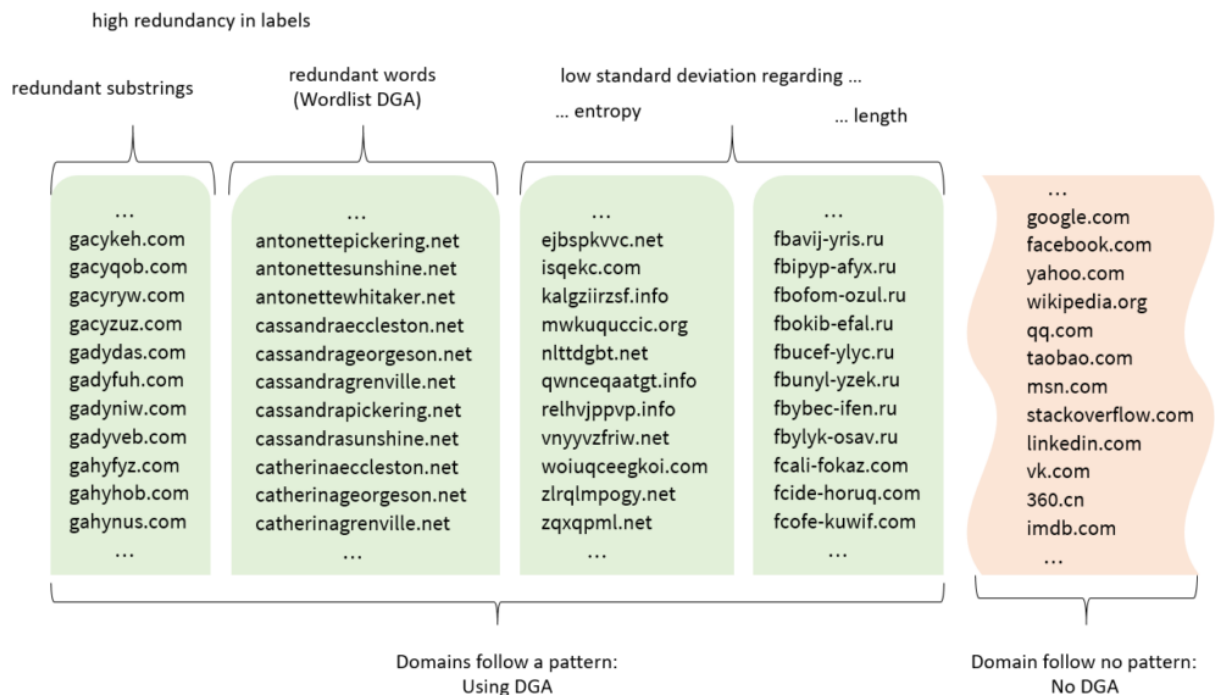 high redundancy in labels
redundant substrings
redundant words
(Wordlist DGA)
low standard deviation regarding ...
... entropy
... length
...
gacykeh.com
gacyqob.com
gacyryw.com
gacyzuz.com
gadydas.com
gadyfuh.com
gadyniw.com
gadyveb.com
gahyfyz.com
gahyhob.com
gahynus.com
...
...
antonettepickering.net
antonettesunshine.net
antonettewhitaker.net
cassandraeccleston.net
cassandrageorgeson.net
cassandragrenville.net
cassandrapickering.net
cassandrasunshine.net
catherinaeccleston.net
catherinageorgeson.net
catherinagrenville.net
...
...
ejbspkvvc.net
isqekc.com
kalgziirzsf.info
mwkuquccic.org
nlttdgbt.net
qwnceqaatgt.info
relhvjppvp.info
vnyyvzfriw.net
woiuqceegkoi.com
zlrqlmpogy.net
zqxqpml.net
...
...
fbavij-yris.ru
fbipyp-afyx.ru
fbofom-ozul.ru
fbokib-efal.ru
fbucef-ylyc.ru
fbunyl-yzek.ru
fbybec-ifen.ru
fbylyk-osav.ru
fcali-fokaz.com
fcide-horuq.com
fcofe-kuwif.com
...
...
google.com
facebook.com
yahoo.com
wikipedia.org
qq.com
taobao.com
msn.com
stackoverflow.com
linkedin.com
vk.com
360.cn
imdb.com
...
Domains follow a pattern:
Using DGA
Domain follow no pattern:
No DGA